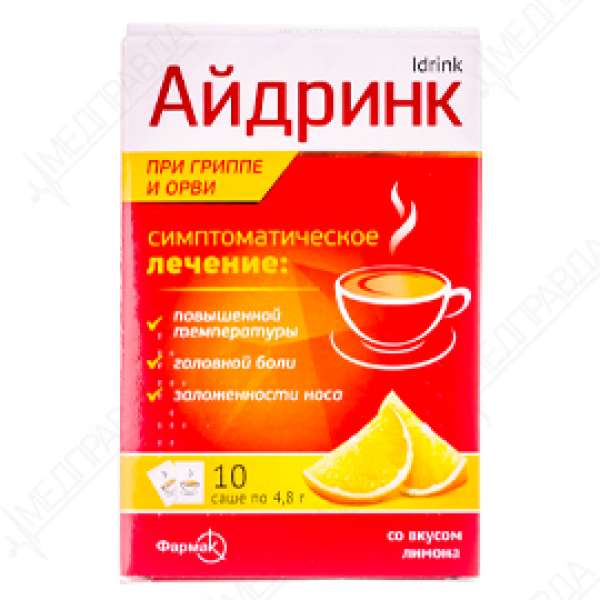 Idrink
Айдринк
ПРИ ГРИППЕ
И ОРВИ
симптоматическое
лечение:
повышенной
температуры
головной боли
заложенности носа
10
саше по 4,8 г
Фармак
со вкусом
лимона
МЕДПРАВДА